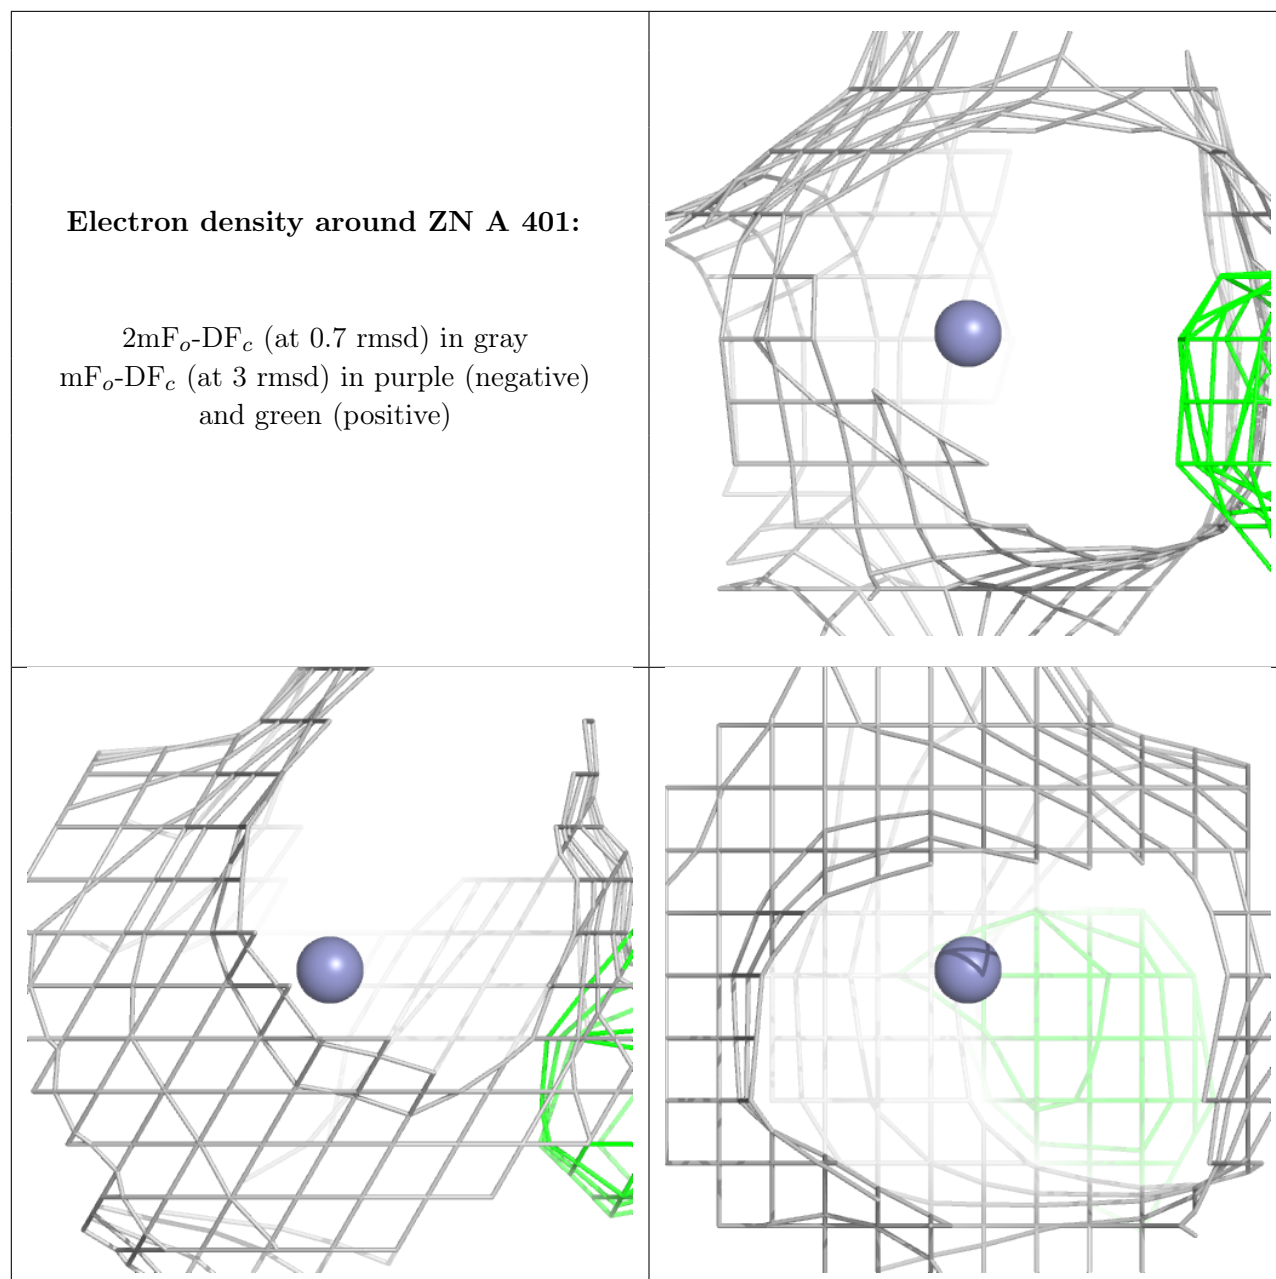 Electron density around ZN A 401:
2mFo-DFc (at 0.7 rmsd) in gray
mFo-DFc (at 3 rmsd) in purple (negative)
and green (positive)